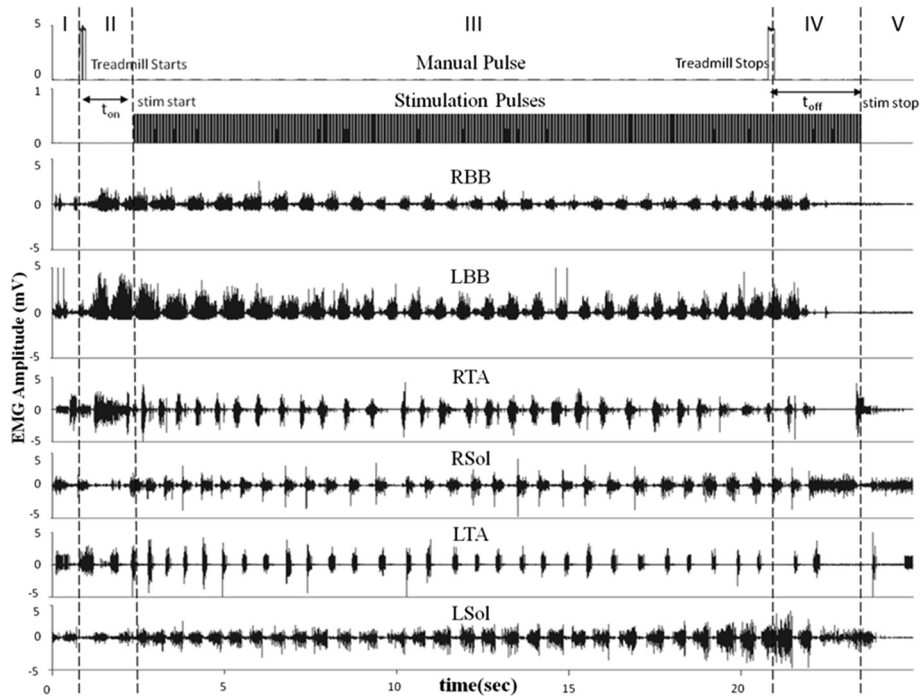 I II III IV V
5
Treadmill Starts Manual Pulse Treadmill Stops
0
1
t_on stim start Stimulation Pulses t_off stim stop
0
5
RBB
0
-5
5
LBB
0
-5
EMG Amplitude (mV)
5
RTA
0
-5
5
RSol
0
-5
5
LTA
0
-5
5
LSol
0
-5
0 5 10 15 20
time(sec)